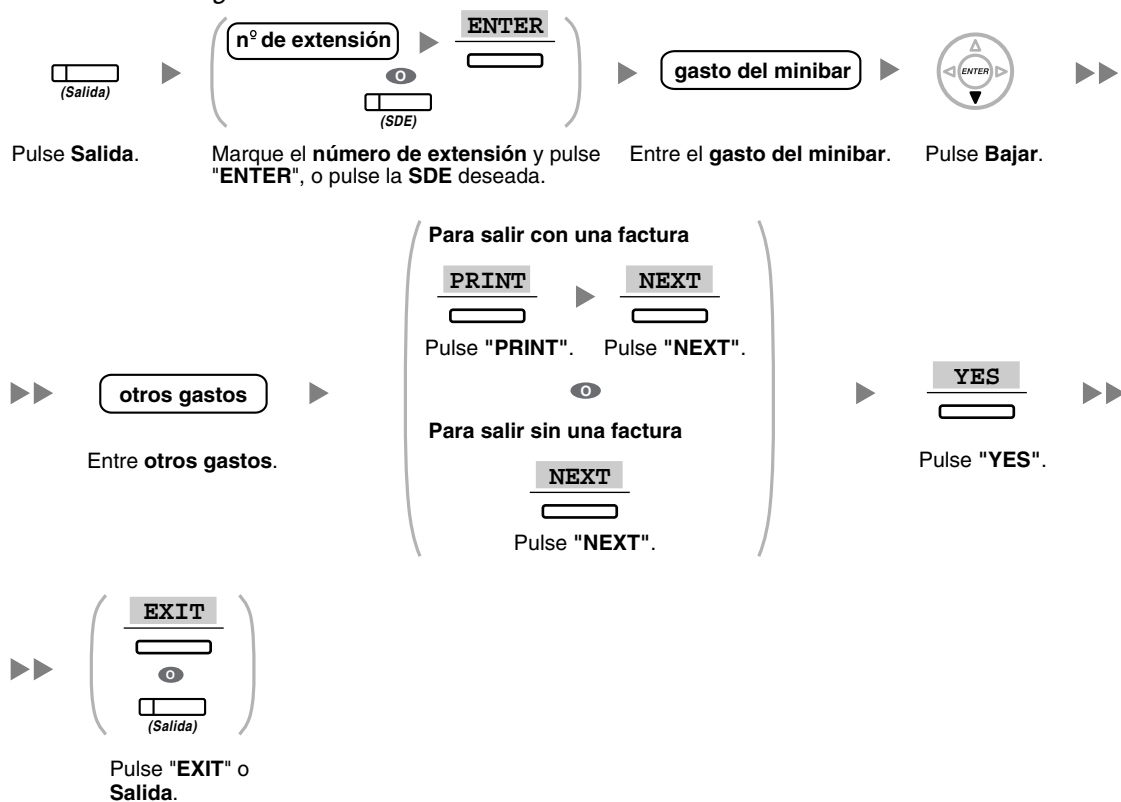 nº de extensión
ENTER
o
(SDE)
(Salida)
gasto del minibar
ENTER
Pulse Salida.
Marque el número de extensión y pulse
"ENTER", o pulse la SDE deseada.
Entre el gasto del minibar.
Pulse Bajar.
otros gastos
Entre otros gastos.
Para salir con una factura
PRINT
NEXT
Pulse "PRINT".
Pulse "NEXT".
o
Para salir sin una factura
NEXT
Pulse "NEXT".
YES
Pulse "YES".
EXIT
o
(Salida)
Pulse "EXIT" o
Salida.